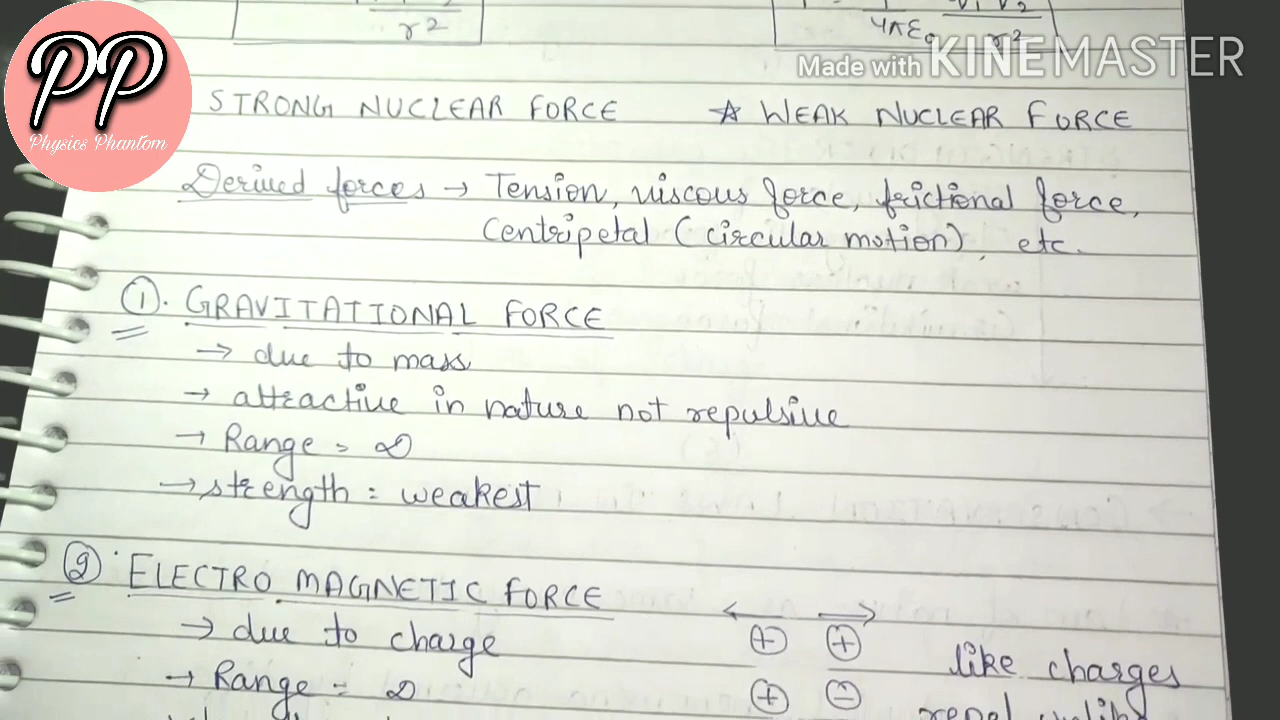 r²
4πε₀ r²
Made with KINEMASTER
PP
Physics Phantom
STRONG NUCLEAR FORCE ☆ WEAK NUCLEAR FORCE
Derived forces → Tension, viscous force, frictional force,
Centripetal (circular motion), etc.
①. GRAVITATIONAL FORCE
→ due to mass
→ attractive in nature not repulsive
→ Range = ∞
→ strength = weakest
②. ELECTRO MAGNETIC FORCE
→ due to charge
← →
⊕ ⊕ like charges
→ Range = ∞
⊕ ⊖ repel